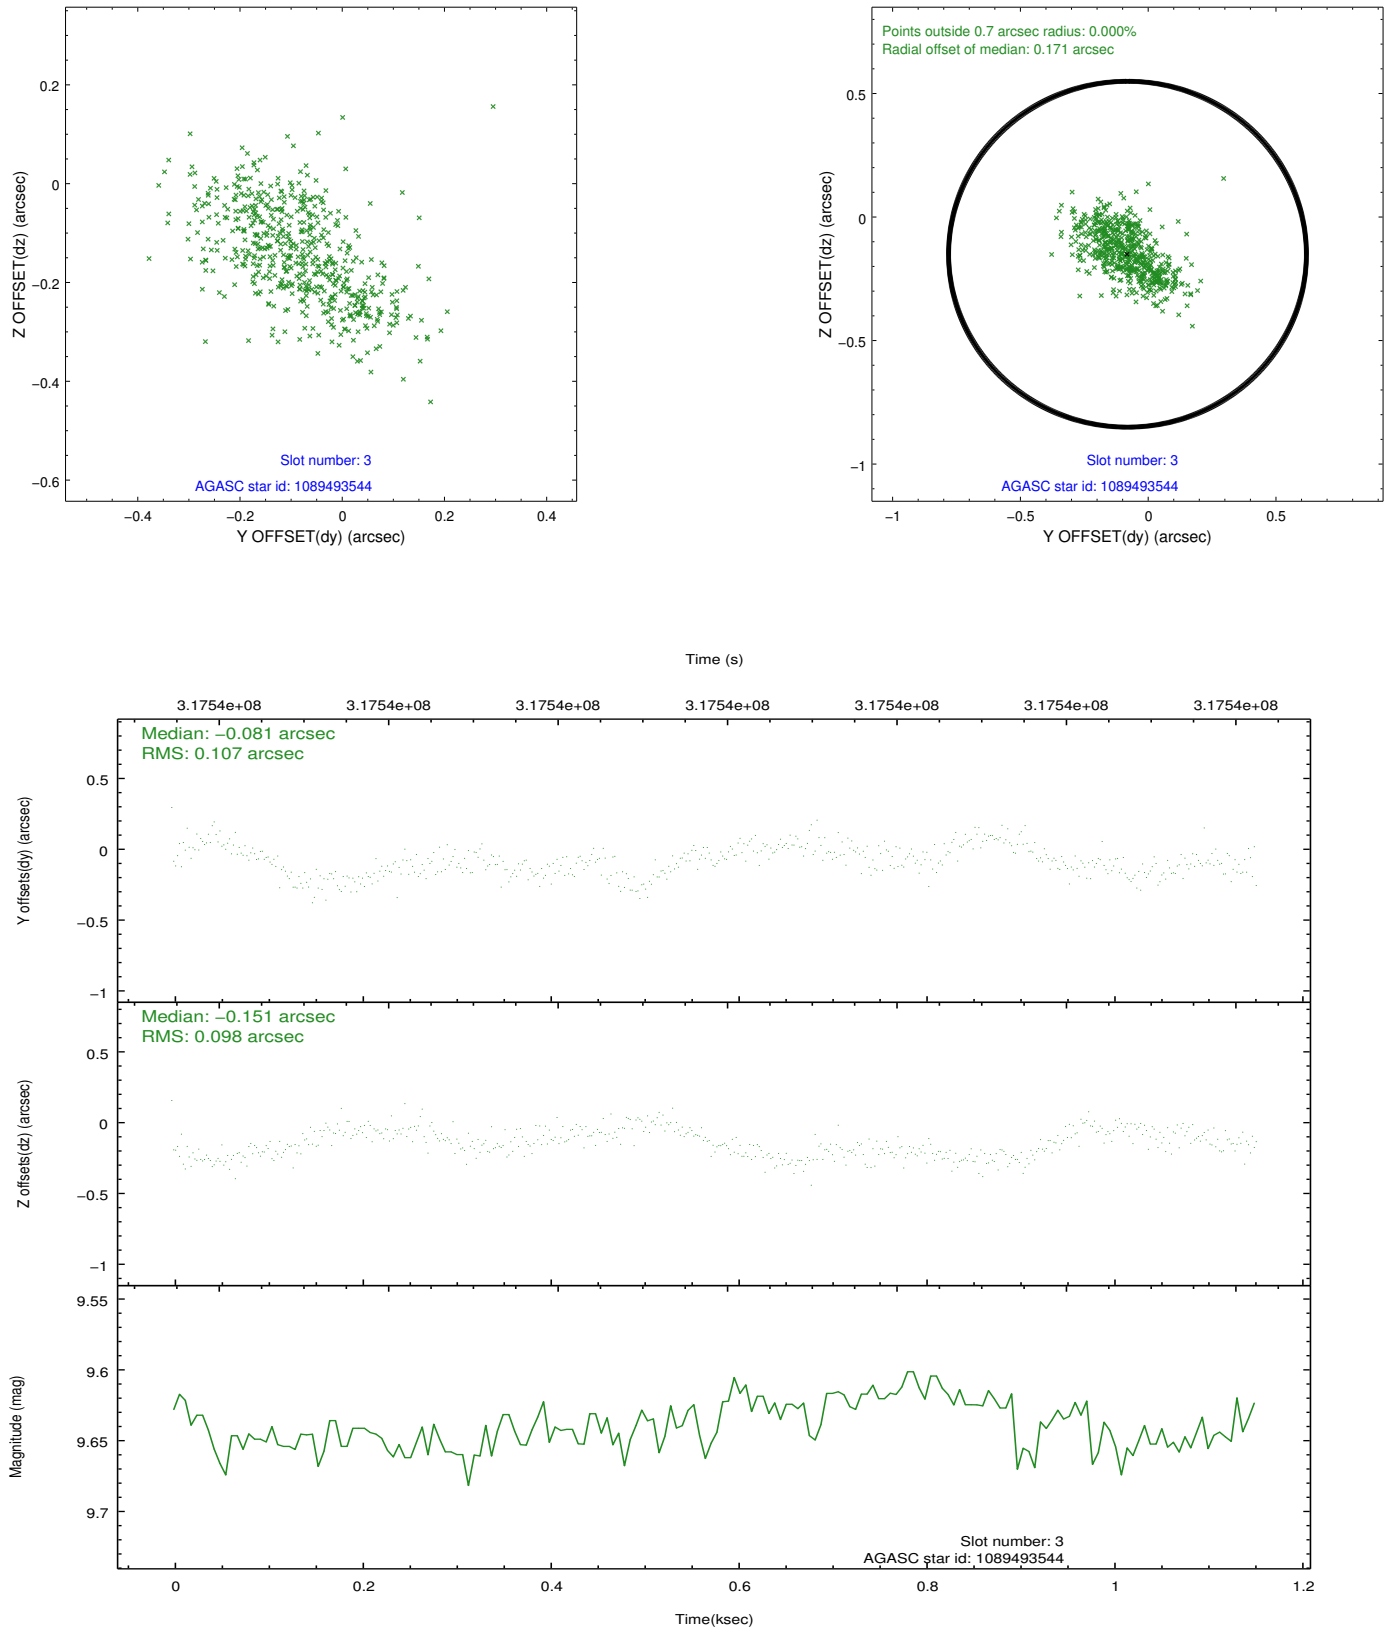 0.2
0
−0.2
−0.4
−0.6
Z OFFSET(dz) (arcsec)
Slot number: 3
AGASC star id: 1089493544
−0.4
−0.2
0
0.2
0.4
Y OFFSET(dy) (arcsec)
Points outside 0.7 arcsec radius: 0.000%
Radial offset of median: 0.171 arcsec
0.5
0
−0.5
−1
Z OFFSET(dz) (arcsec)
Slot number: 3
AGASC star id: 1089493544
−1
−0.5
0
0.5
Y OFFSET(dy) (arcsec)
Time (s)
3.1754e+08
3.1754e+08
3.1754e+08
3.1754e+08
3.1754e+08
3.1754e+08
3.1754e+08
Median: −0.081 arcsec
RMS: 0.107 arcsec
0.5
0
−0.5
−1
Y offsets(dy) (arcsec)
Median: −0.151 arcsec
RMS: 0.098 arcsec
0.5
0
−0.5
−1
Z offsets(dz) (arcsec)
9.55
9.6
9.65
9.7
Magnitude (mag)
Slot number: 3
AGASC star id: 1089493544
0
0.2
0.4
0.6
0.8
1
1.2
Time(ksec)